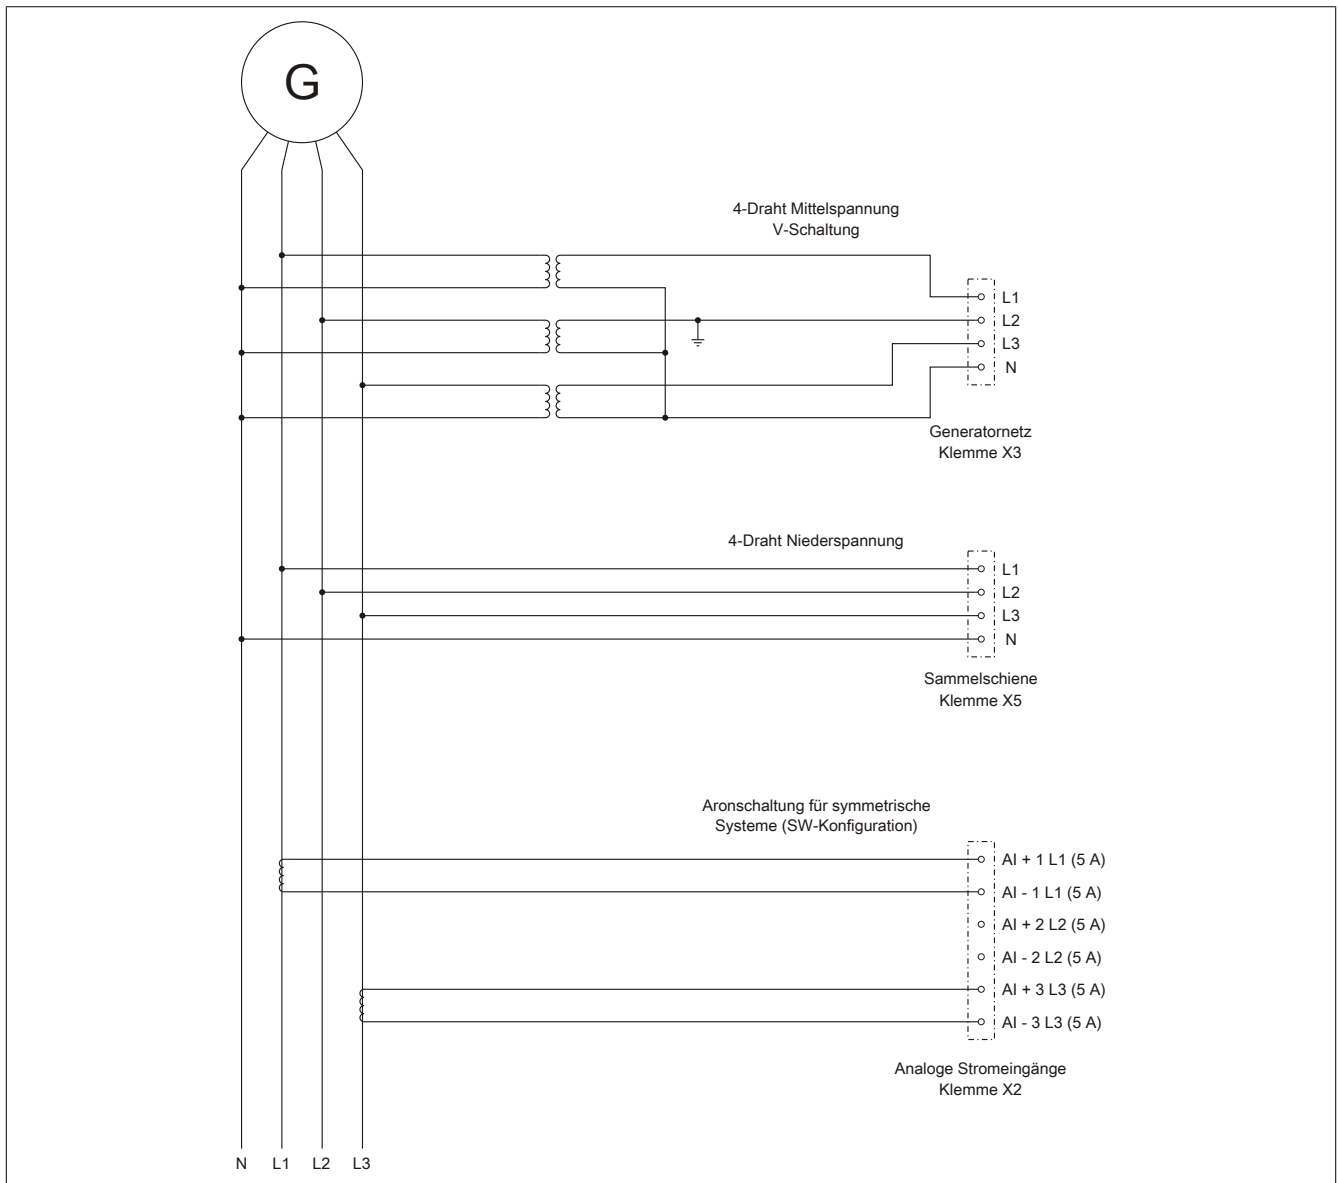 G
4-Draht Mittelspannung
V-Schaltung
L1
L2
L3
N
Generatornetz
Klemme X3
4-Draht Niederspannung
L1
L2
L3
N
Sammelschiene
Klemme X5
Aronschaltung für symmetrische
Systeme (SW-Konfiguration)
AI + 1 L1 (5 A)
AI - 1 L1 (5 A)
AI + 2 L2 (5 A)
AI - 2 L2 (5 A)
AI + 3 L3 (5 A)
AI - 3 L3 (5 A)
Analoge Stromeingänge
Klemme X2
N L1 L2 L3